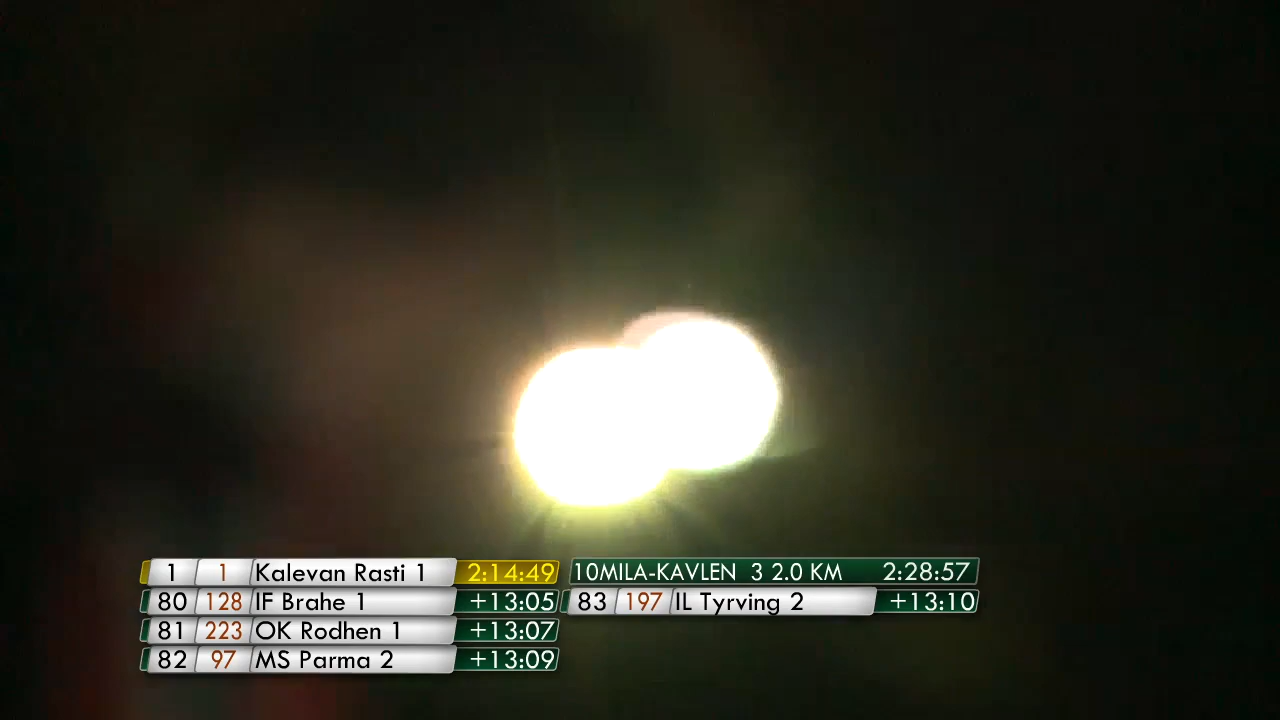 1 1 Kalevan Rasti 1 2:14:49
80 128 IF Brahe 1 +13:05
81 223 OK Rodhen 1 +13:07
82 97 MS Parma 2 +13:09
10MILA-KAVLEN 3 2.0 KM 2:28:57
83 197 IL Tyrving 2 +13:10